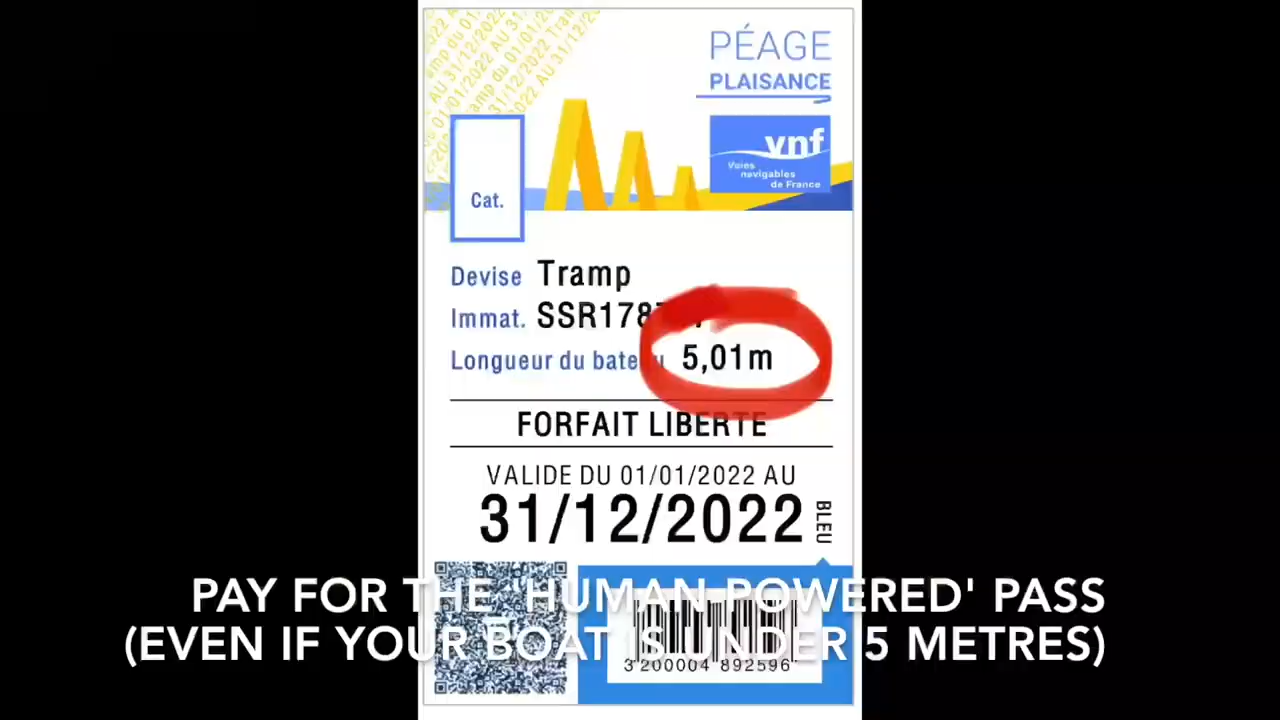 PÉAGE
PLAISANCE
vnf
Voies
navigables
de France
Cat.
Devise Tramp
Immat. SSR178
Longueur du bateau 5,01m
FORFAIT LIBERTE
VALIDE DU 01/01/2022 AU
31/12/2022
BLEU
PAY FOR THE 'HUMAN POWERED' PASS
(EVEN IF YOUR BOAT IS UNDER 5 METRES)
3 200004 892596